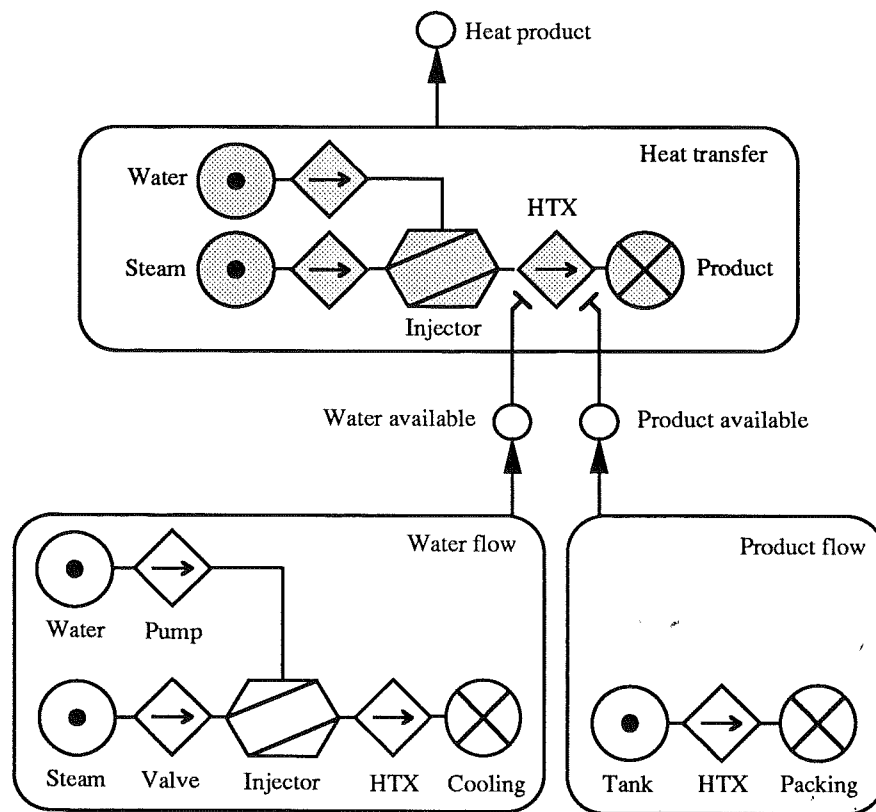 Heat product
Heat transfer
Water
HTX
Steam
Product
Injector
Water available
Product available
Water flow
Product flow
Water Pump
Steam Valve Injector HTX Cooling
Tank HTX Packing